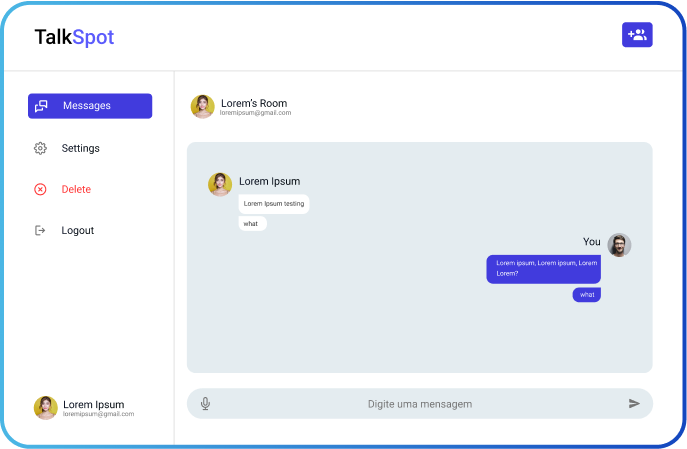 TalkSpot
Messages
Settings
Delete
Logout
Lorem Ipsum
loremipsum@gmail.com
Lorem's Room
loremipsum@gmail.com
Lorem Ipsum
Lorem Ipsum testing
what
You
Lorem ipsum, Lorem ipsum, Lorem
Lorem?
what
Digite uma mensagem